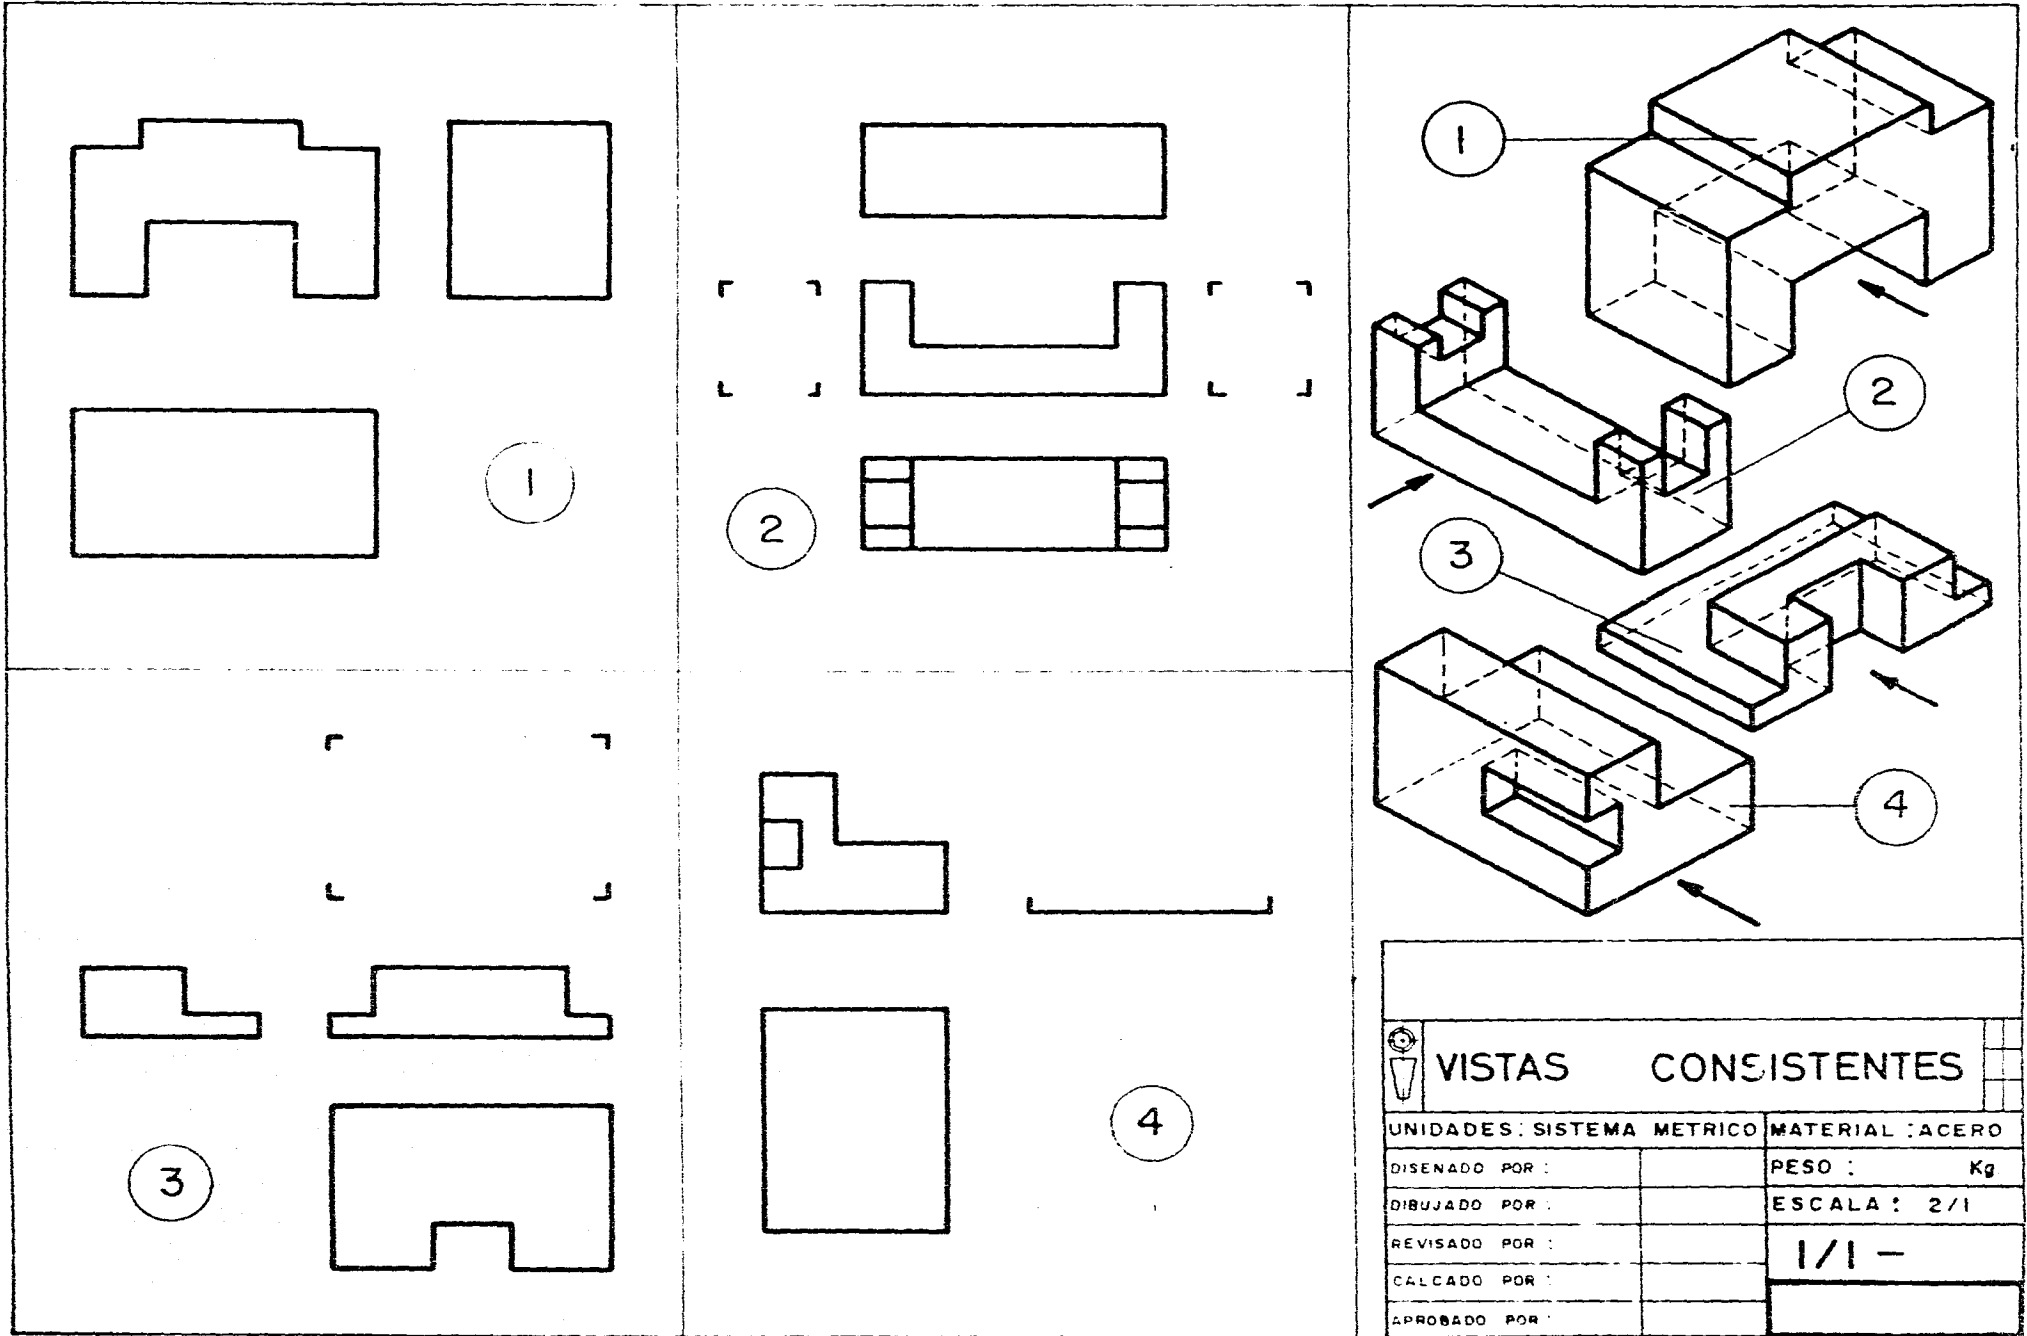 1
1
2
2
3
3
4
4
VISTAS CONSISTENTES
UNIDADES: SISTEMA METRICO
MATERIAL :ACERO
DISENADO POR :
PESO : Kg
DIBUJADO POR :
ESCALA: 2/1
REVISADO POR :
1/1 -
CALCADO POR :
APROBADO POR :